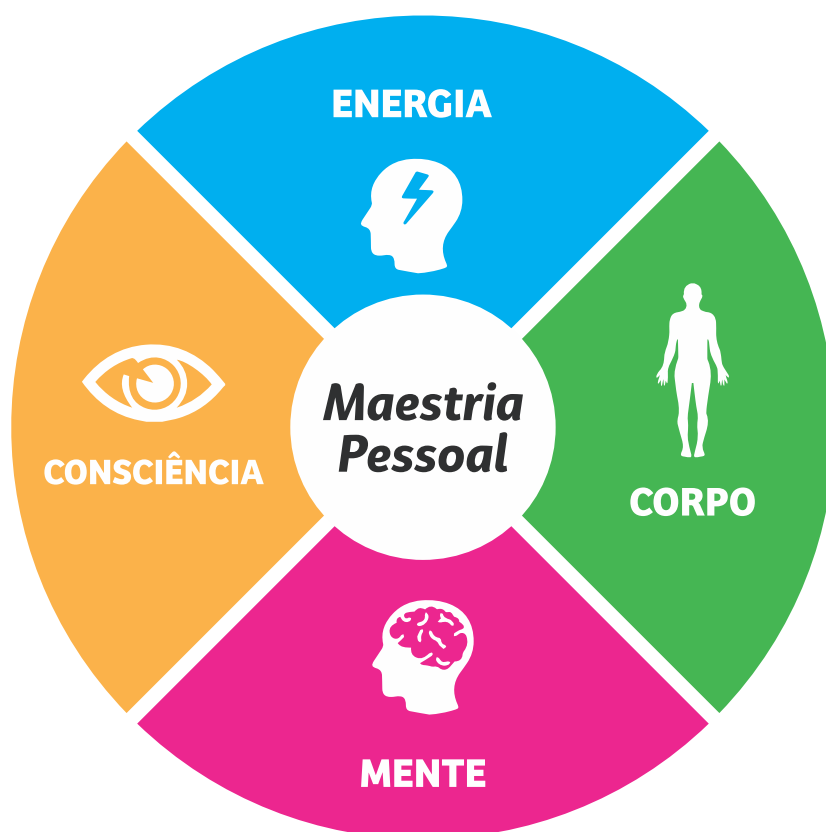 ENERGIA
CONSCIÊNCIA
Maestria
Pessoal
CORPO
MENTE